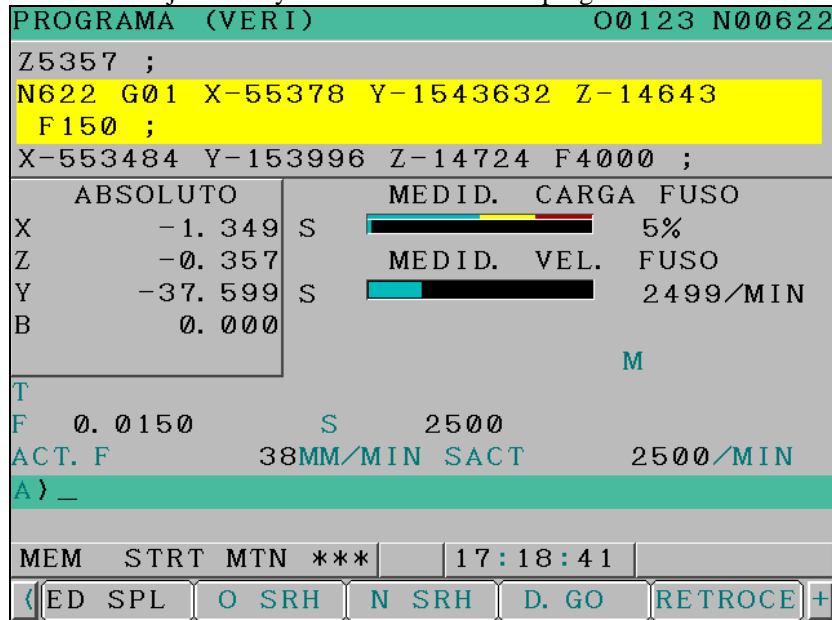 PROGRAMA (VERI) O0123 N00622
Z5357 ;
N622 G01 X-55378 Y-1543632 Z-14643
F150 ;
X-553484 Y-153996 Z-14724 F4000 ;
ABSOLUTO MEDID. CARGA FUSO
X -1.349 S 5%
Z -0.357 MEDID. VEL. FUSO
Y -37.599 S 2499/MIN
B 0.000
M
T
F 0.0150 S 2500
ACT.F 38MM/MIN SACT 2500/MIN
A)_
MEM STRT MTN *** 17:18:41
(ED SPL O SRH N SRH D.GO RETROCE +